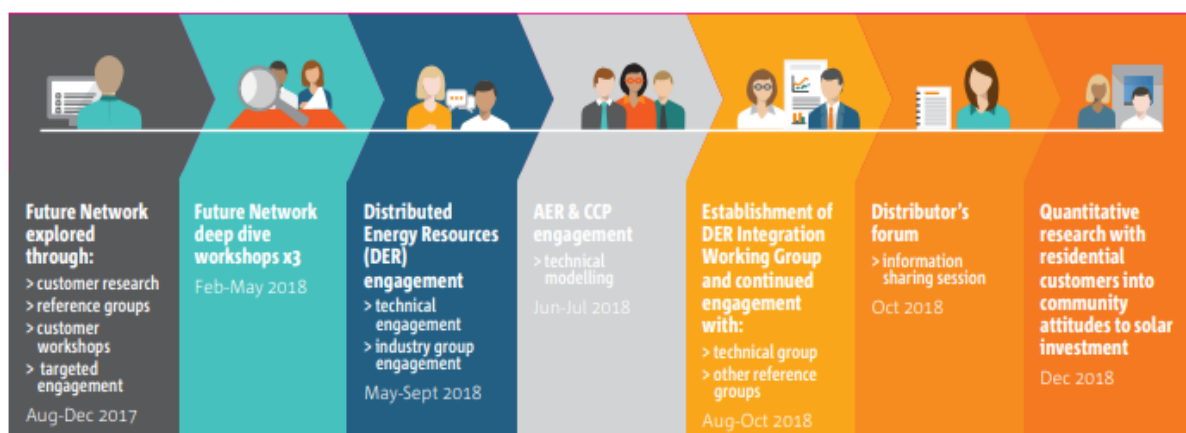 Future Network
explored
through:
> customer research
> reference groups
> customer
workshops
> targeted
engagement
Aug-Dec 2017
Future Network
deep dive
workshops x3
Feb-May 2018
Distributed
Energy Resources
(DER)
engagement
> technical
engagement
> industry group
engagement
May-Sept 2018
AER & CCP
engagement
> technical
modelling
Jun-Jul 2018
Establishment of
DER Integration
Working Group
and continued
engagement
with:
> technical group
> other reference
groups
Aug-Oct 2018
Distributor's
forum
> information
sharing session
Oct 2018
Quantitative
research with
residential
customers into
community
attitudes to solar
investment
Dec 2018